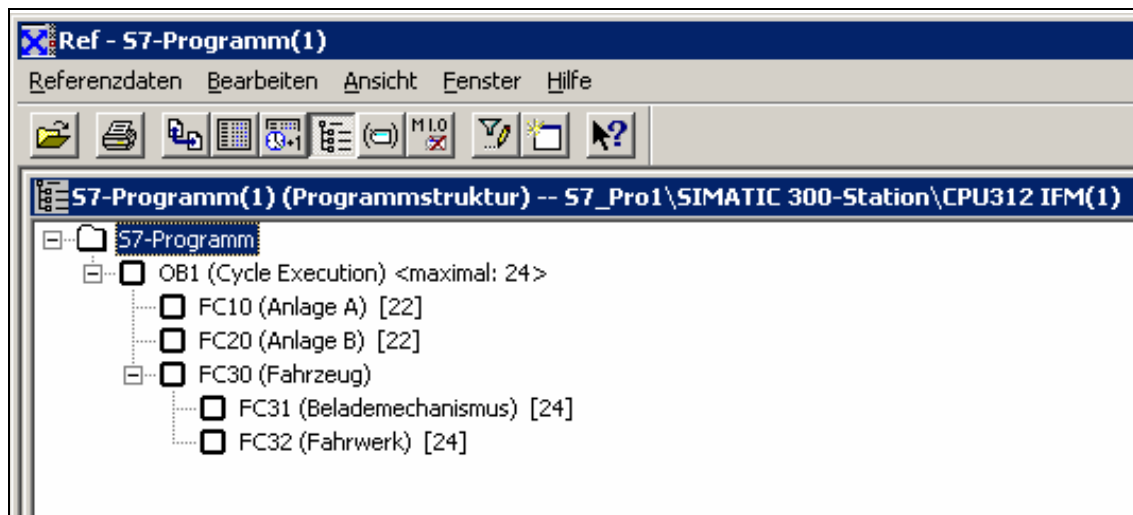 Ref - S7-Programm(1)
Referenzdaten Bearbeiten Ansicht Fenster Hilfe
M I,O
S7-Programm(1) (Programmstruktur) -- S7_Pro1\SIMATIC 300-Station\CPU312 IFM(1)
S7-Programm
OB1 (Cycle Execution) <maximal: 24>
FC10 (Anlage A) [22]
FC20 (Anlage B) [22]
FC30 (Fahrzeug)
FC31 (Belademechanismus) [24]
FC32 (Fahrwerk) [24]